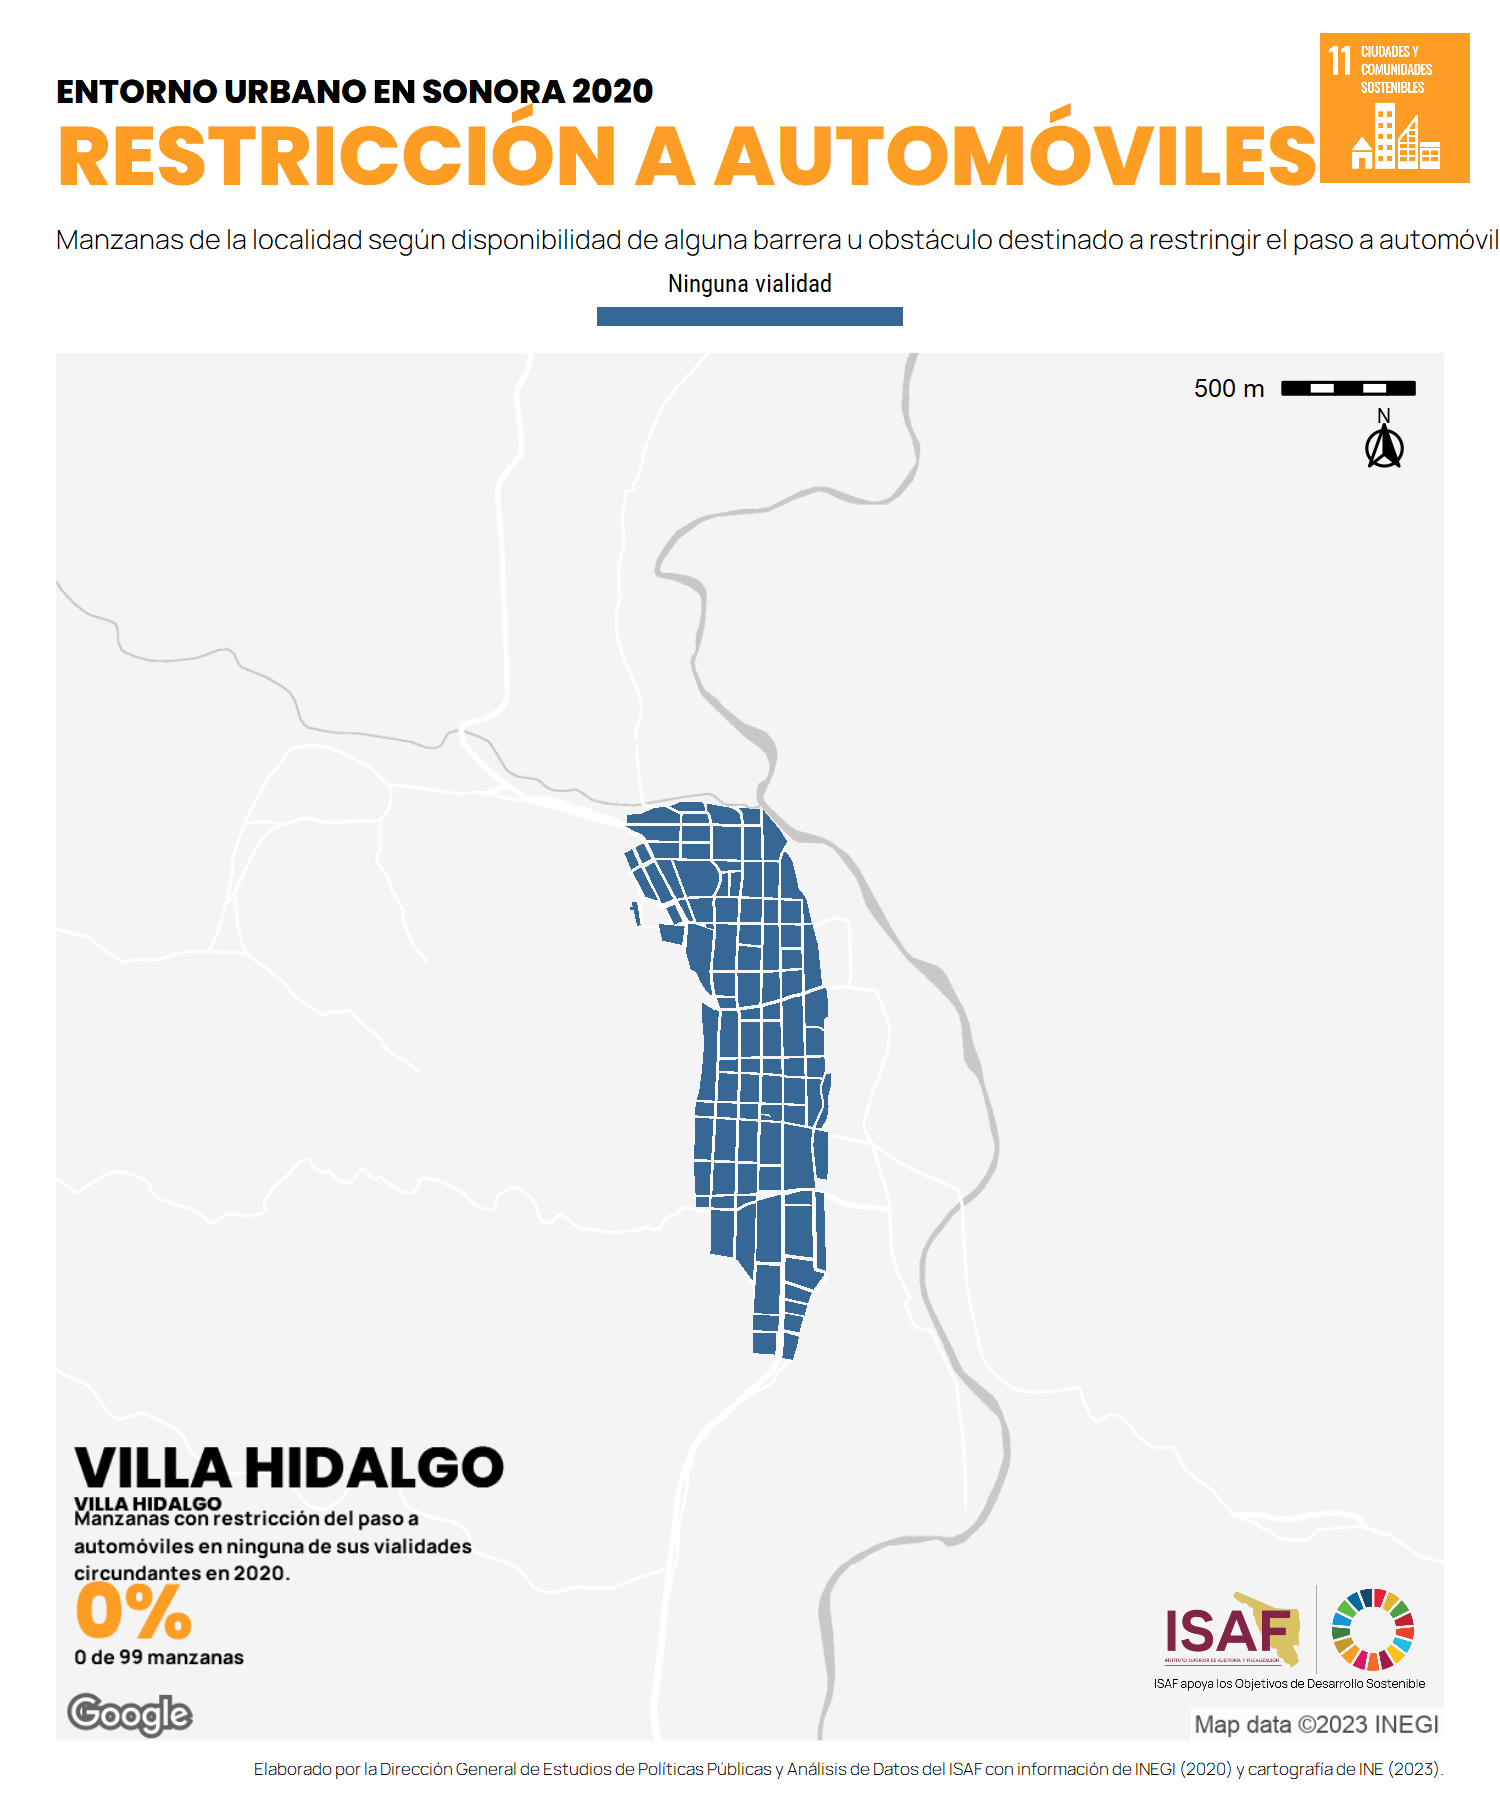 11 CIUDADES Y
COMUNIDADES
SOSTENIBLES
ENTORNO URBANO EN SONORA 2020
RESTRICCIÓN A AUTOMÓVILES
Manzanas de la localidad según disponibilidad de alguna barrera u obstáculo destinado a restringir el paso a automóvil
Ninguna vialidad
500 m
N
VILLA HIDALGO
VILLA HIDALGO
Manzanas con restricción del paso a
automóviles en ninguna de sus vialidades
circundantes en 2020.
0%
0 de 99 manzanas
Google
ISAF
INSTITUTO SUPERIOR DE AUDITORÍA Y FISCALIZACIÓN
ISAF apoya los Objetivos de Desarrollo Sostenible
Map data ©2023 INEGI
Elaborado por la Dirección General de Estudios de Políticas Públicas y Análisis de Datos del ISAF con información de INEGI (2020) y cartografía de INE (2023).